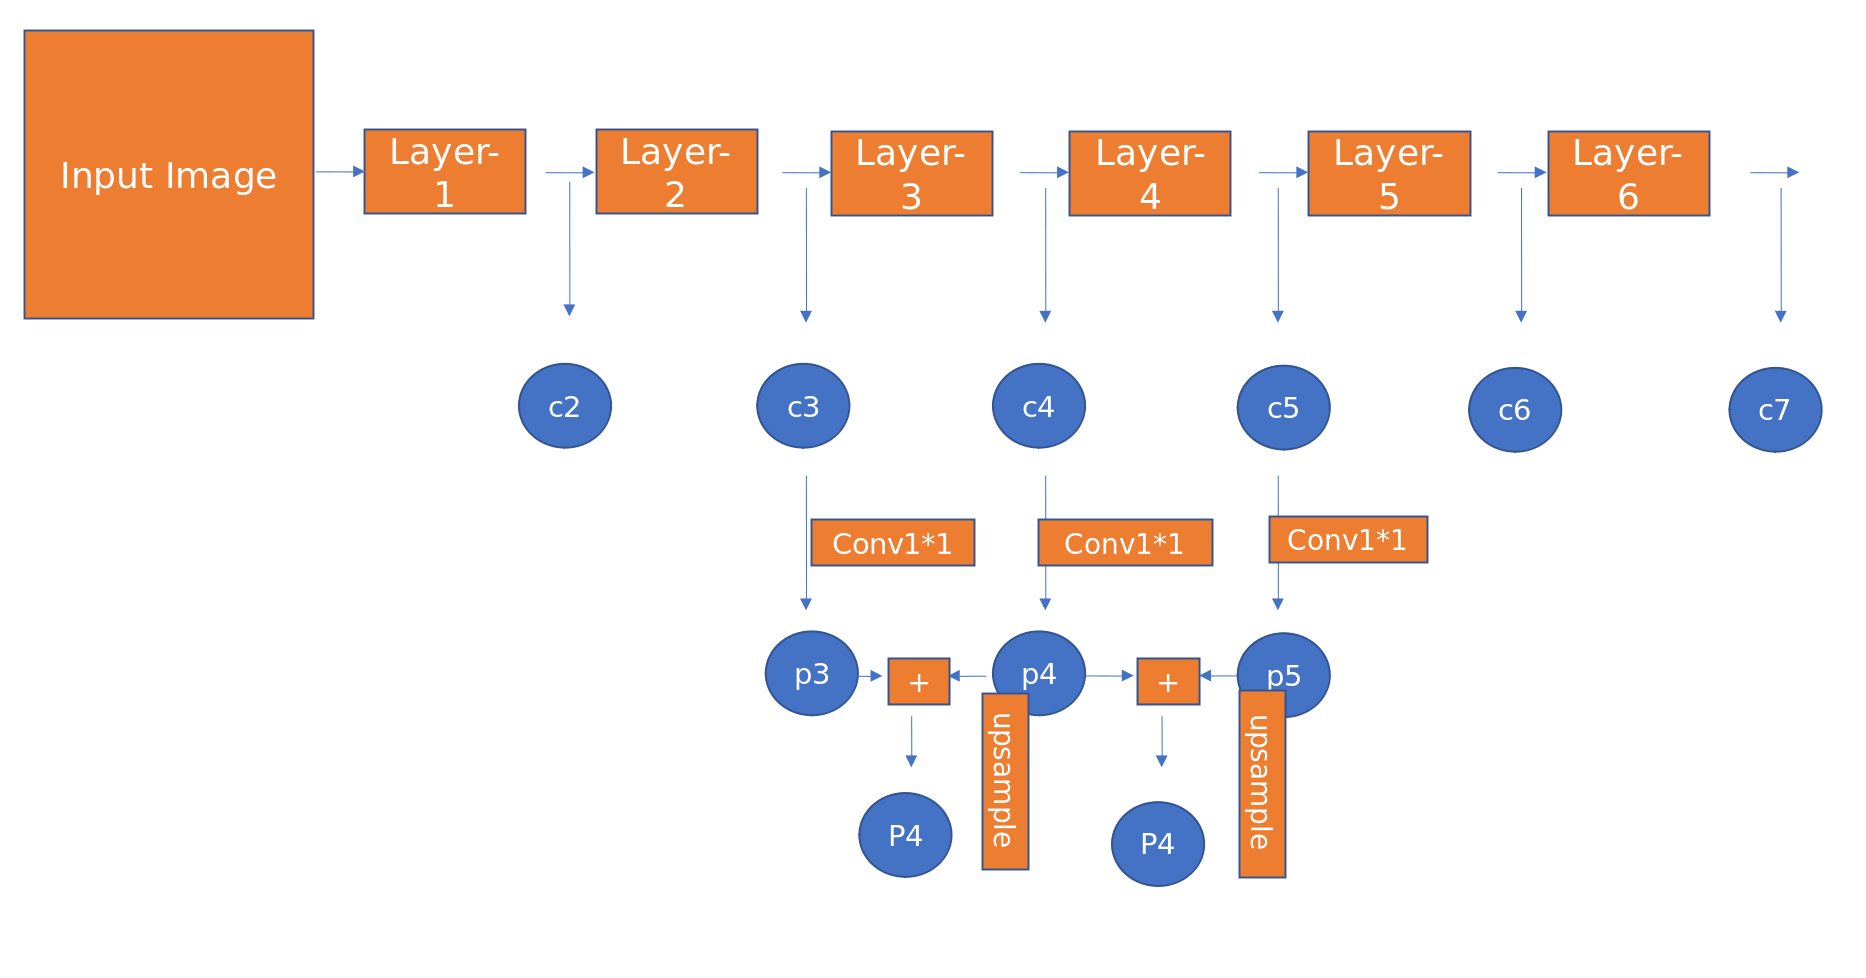 Input Image
Layer-
1
Layer-
2
Layer-
3
Layer-
4
Layer-
5
Layer-
6
c2
c3
c4
c5
c6
c7
Conv1*1
Conv1*1
Conv1*1
p3
+
p4
+
p5
upsample
upsample
P4
P4